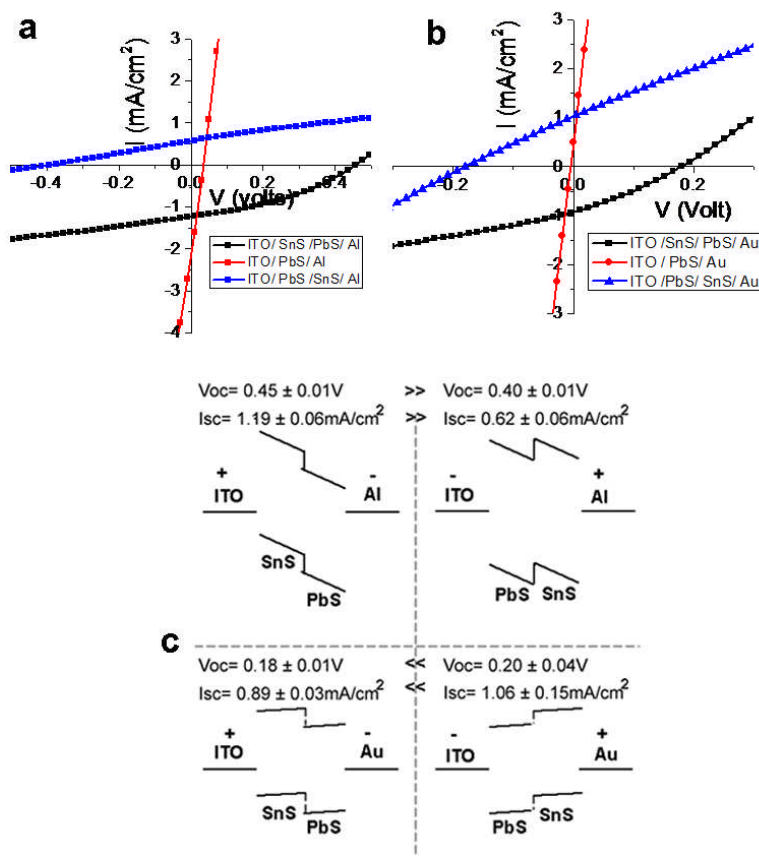 a
b
I (mA/cm²)
3
2
1
0
-1
-2
-3
-4
-0.4
-0.2
0.0
0.2
0.4
V (volts)
ITO/ SnS /PbS/ Al
ITO/ PbS/ Al
ITO/ PbS /SnS/ Al
I (mA/cm²)
3
2
1
0
-1
-2
-3
-0.2
0.0
0.2
V (Volt)
ITO /SnS/ PbS/ Au
ITO / PbS/ Au
ITO /PbS/ SnS/ Au
Voc= 0.45 ± 0.01V >> Voc= 0.40 ± 0.01V
Isc= 1.19 ± 0.06mA/cm² >> Isc= 0.62 ± 0.06mA/cm²
+ - - +
ITO Al ITO Al
SnS PbS PbS SnS
c
Voc= 0.18 ± 0.01V << Voc= 0.20 ± 0.04V
Isc= 0.89 ± 0.03mA/cm² << Isc= 1.06 ± 0.15mA/cm²
+ - - +
ITO Au ITO Au
SnS PbS PbS SnS